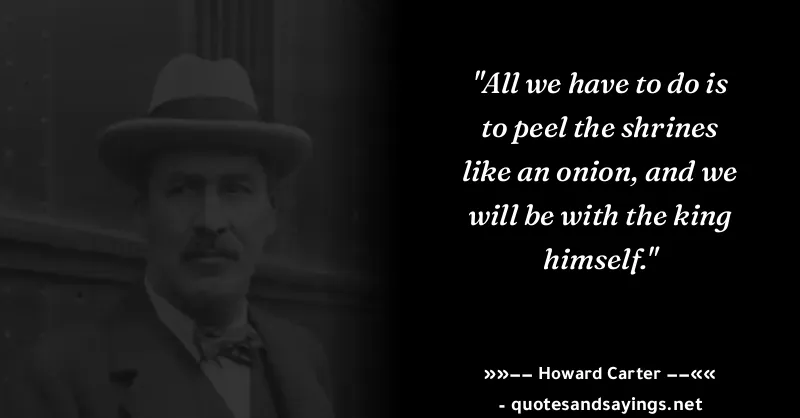 "All we have to do is
to peel the shrines
like an onion, and we
will be with the king
himself."
»»−− Howard Carter −−««
- quotesandsayings.net